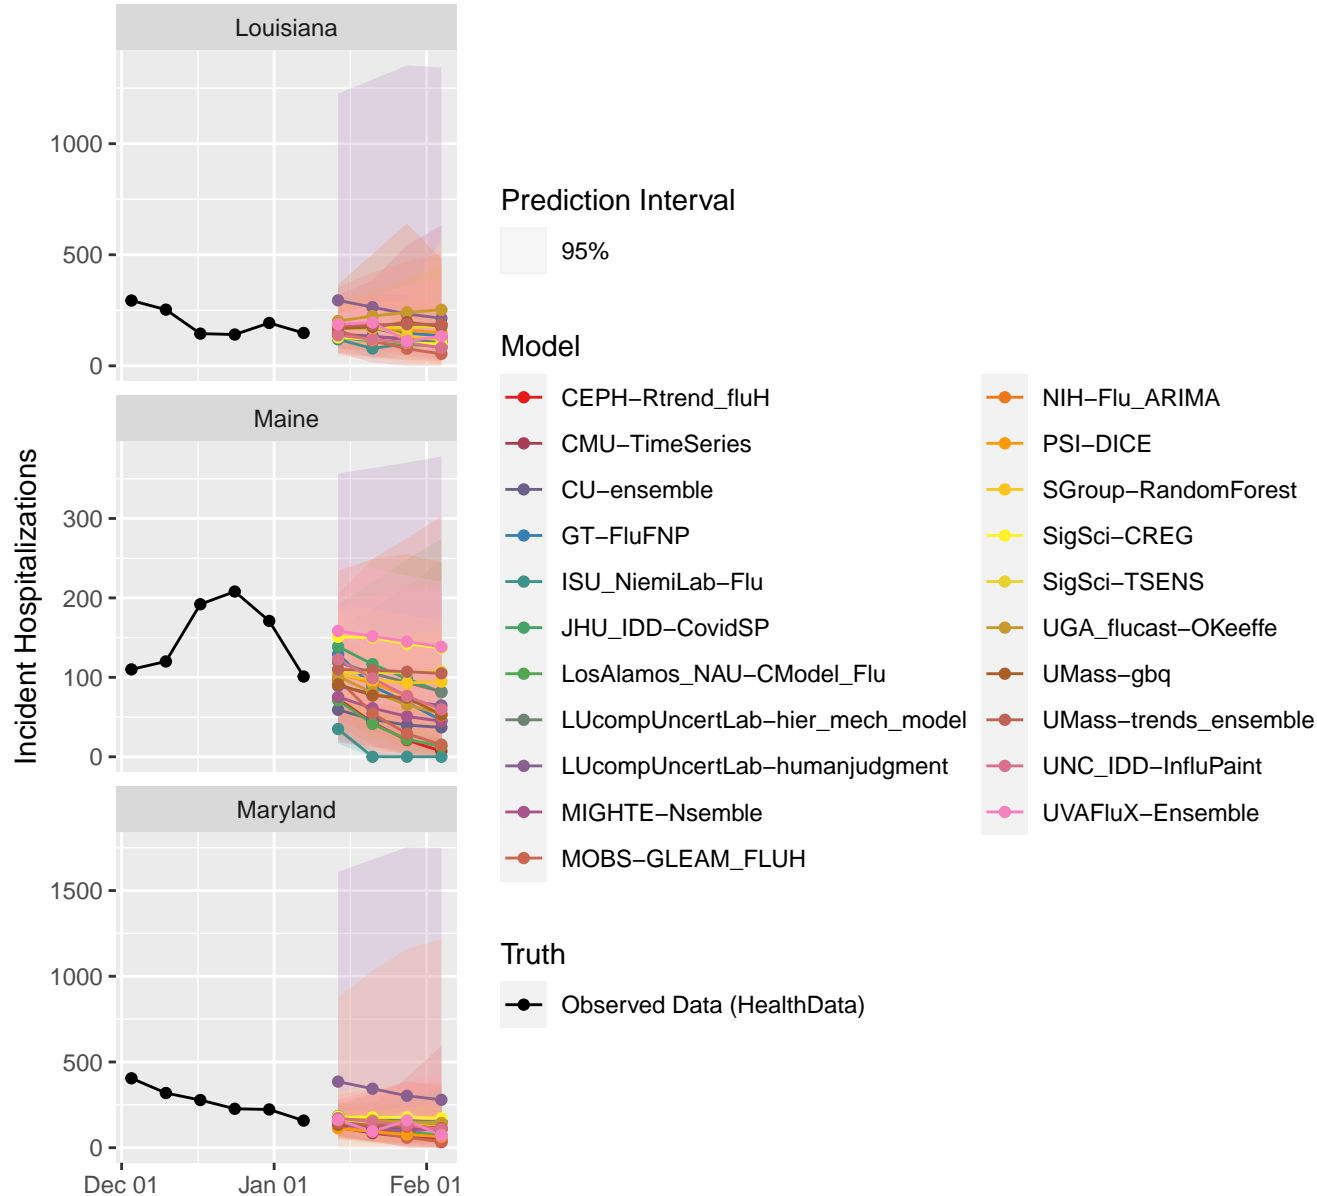 Louisiana
1000
500
0
Maine
300
200
100
0
Maryland
1500
1000
500
0
Dec 01
Jan 01
Feb 01
Incident Hospitalizations
Prediction Interval
95%
Model
CEPH−Rtrend_fluH
CMU−TimeSeries
CU−ensemble
GT−FluFNP
ISU_NiemiLab−Flu
JHU_IDD−CovidSP
LosAlamos_NAU−CModel_Flu
LUcompUncertLab−hier_mech_model
LUcompUncertLab−humanjudgment
MIGHTE−Nsemble
MOBS−GLEAM_FLUH
NIH−Flu_ARIMA
PSI−DICE
SGroup−RandomForest
SigSci−CREG
SigSci−TSENS
UGA_flucast−OKeeffe
UMass−gbq
UMass−trends_ensemble
UNC_IDD−InfluPaint
UVAFluX−Ensemble
Truth
Observed Data (HealthData)